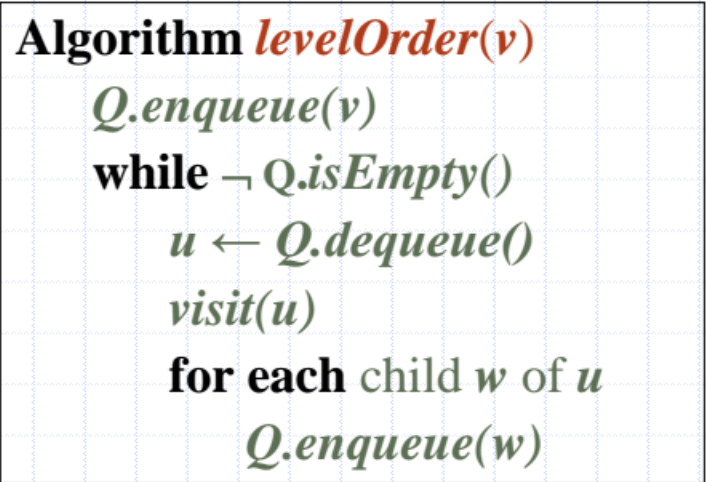 Algorithm levelOrder(v)
Q.enqueue(v)
while ¬ Q.isEmpty()
u ← Q.dequeue()
visit(u)
for each child w of u
Q.enqueue(w)